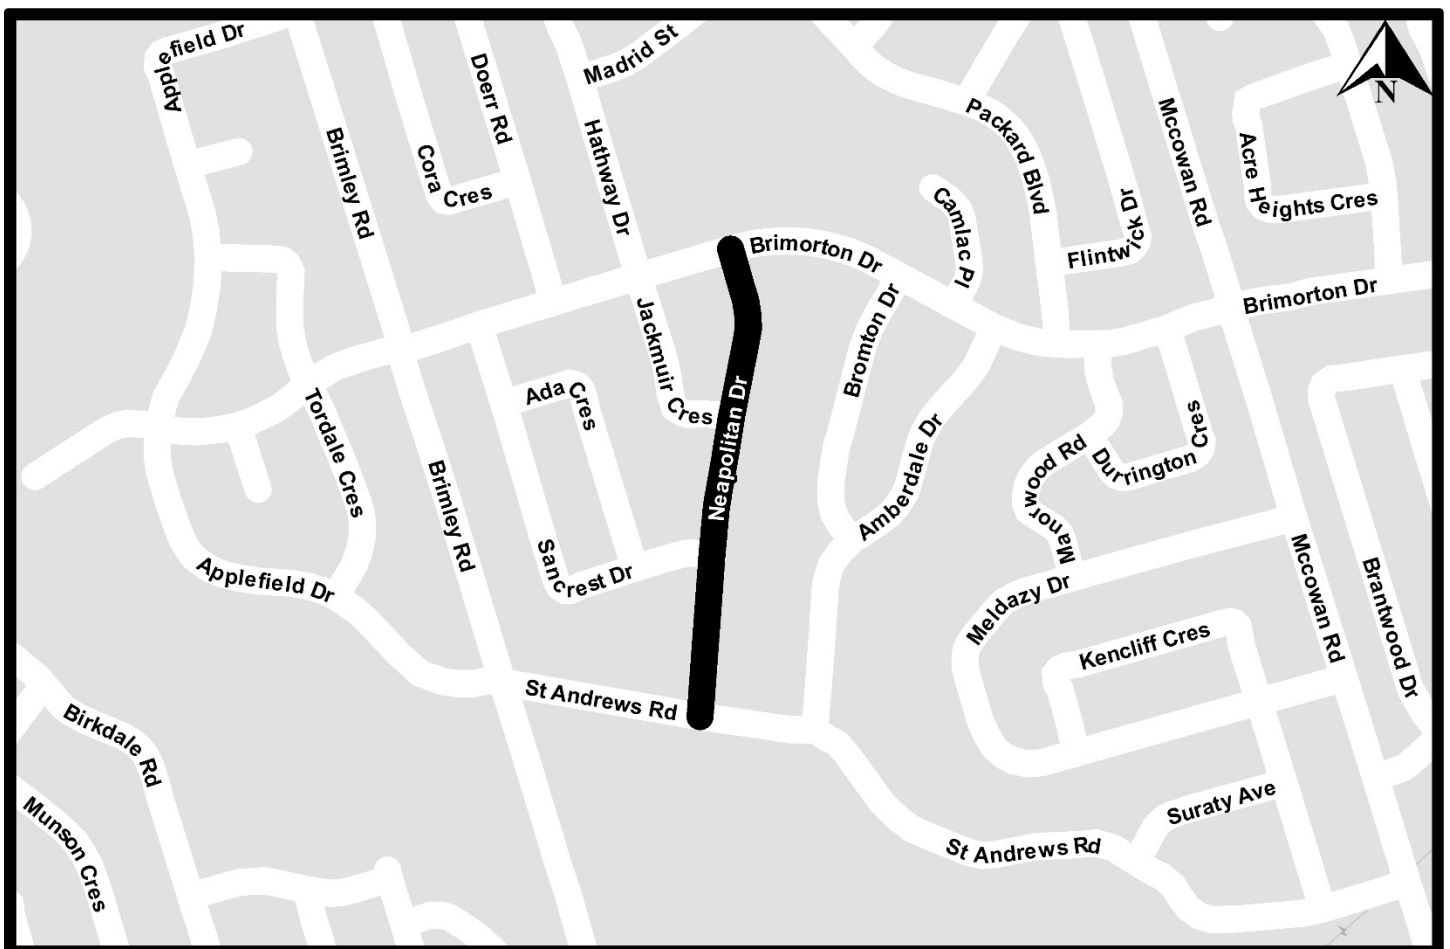 Applefield Dr
Madrid St
Doerr Rd
N
Packard Blvd
Mccowan Rd
Hathway Dr
Brimley Rd
Cora Cres
Acre Heights Cres
Camlac Pl
Flintwick Dr
Brimorton Dr
Brimorton Dr
Bromton Dr
Jackmuir Cres
Ada Cres
Neapolitan Dr
Tordale Cres
Durrington Cres
Amberdale Dr
Manorwood Rd
Brimley Rd
Sancrest Dr
Applefield Dr
Meldazy Dr
Mccowan Rd
Brantwood Dr
Kencliff Cres
St Andrews Rd
Birkdale Rd
Suraty Ave
Munson Cres
St Andrews Rd